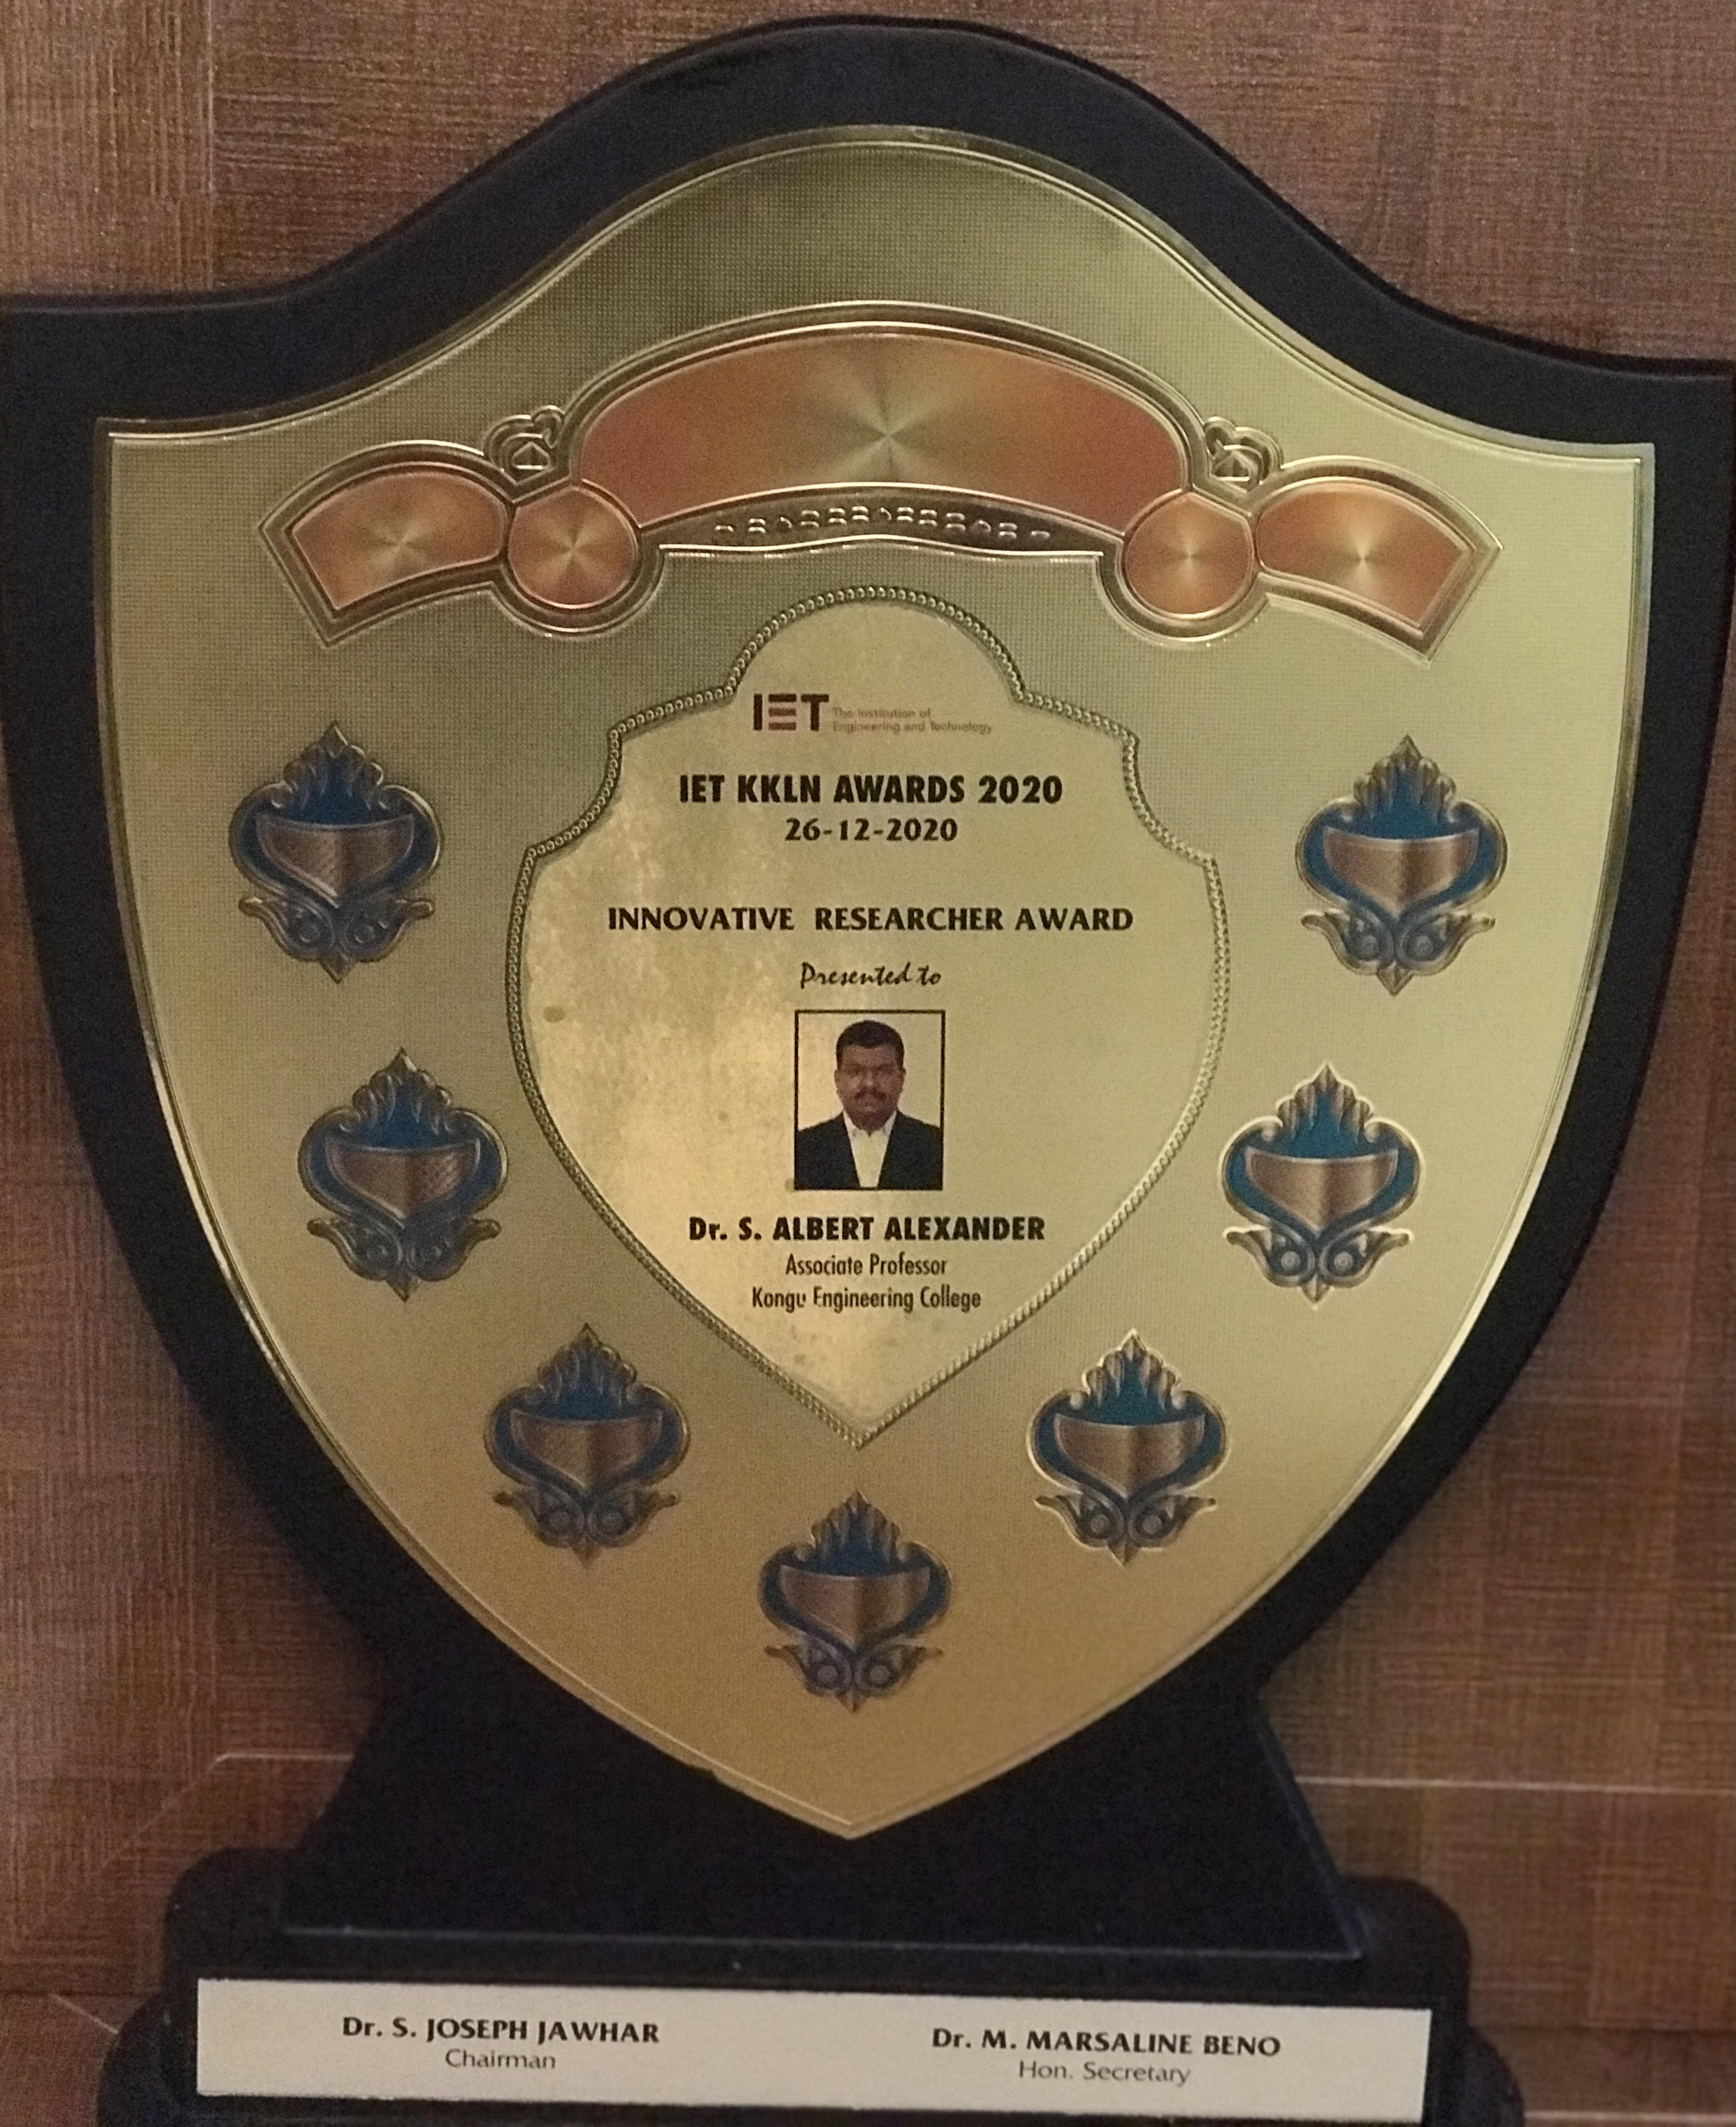 IET The Institution of
Engineering and Technology
IET KKLN AWARDS 2020
26-12-2020
INNOVATIVE RESEARCHER AWARD
Presented to
Dr. S. ALBERT ALEXANDER
Associate Professor
Kongu Engineering College
Dr. S. JOSEPH JAWHAR
Chairman
Dr. M. MARSALINE BENO
Hon. Secretary